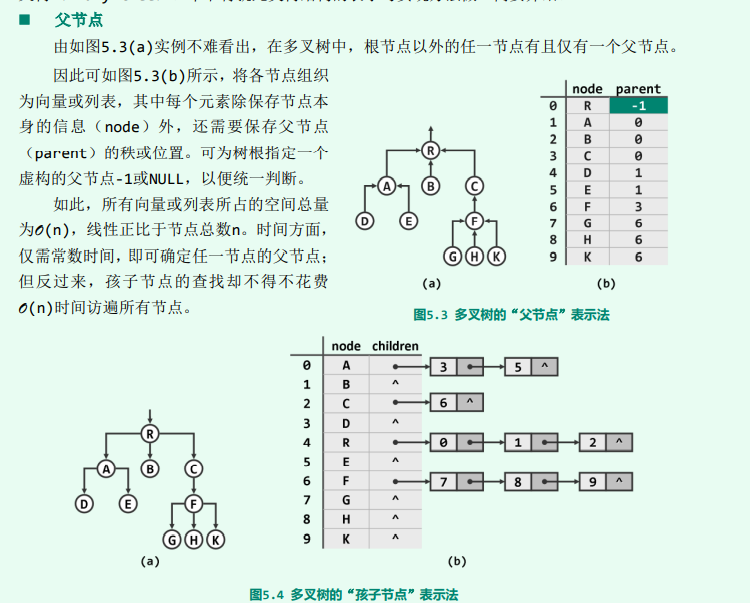 ■ 父节点
由如图5.3(a)实例不难看出，在多叉树中，根节点以外的任一节点有且仅有一个父节点。
因此可如图5.3(b)所示，将各节点组织
为向量或列表，其中每个元素除保存节点本
身的信息（node）外，还需要保存父节点
（parent）的秩或位置。可为树根指定一个
虚构的父节点-1或NULL，以便统一判断。
如此，所有向量或列表所占的空间总量
为O(n)，线性正比于节点总数n。时间方面，
仅需常数时间，即可确定任一节点的父节点；
但反过来，孩子节点的查找却不得不花费
O(n)时间访遍所有节点。
R
A B C
D E F
G H K
(a)
node parent
0 R -1
1 A 0
2 B 0
3 C 0
4 D 1
5 E 1
6 F 3
7 G 6
8 H 6
9 K 6
(b)
图5.3 多叉树的“父节点”表示法
R
A B C
D E F
G H K
(a)
node children
0 A 3 5 ^
1 B ^
2 C 6 ^
3 D ^
4 R 0 1 2 ^
5 E ^
6 F 7 8 9 ^
7 G ^
8 H ^
9 K ^
(b)
图5.4 多叉树的“孩子节点”表示法